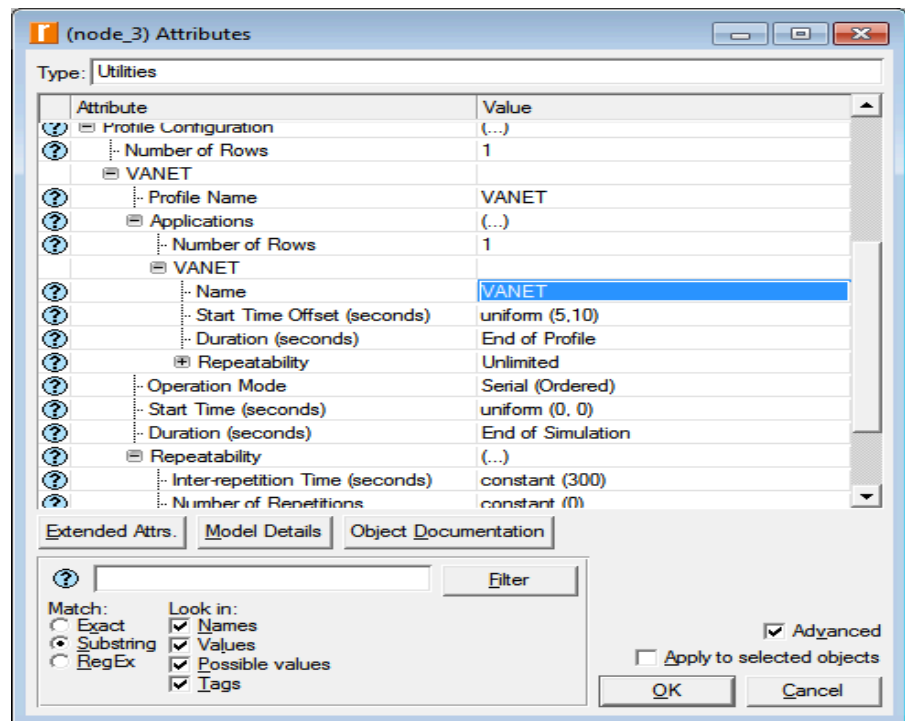 (node_3) Attributes
Type: Utilities
Attribute Value
Profile Configuration (...)
Number of Rows 1
VANET
Profile Name VANET
Applications (...)
Number of Rows 1
VANET
Name VANET
Start Time Offset (seconds) uniform (5,10)
Duration (seconds) End of Profile
Repeatability Unlimited
Operation Mode Serial (Ordered)
Start Time (seconds) uniform (0, 0)
Duration (seconds) End of Simulation
Repeatability (...)
Inter-repetition Time (seconds) constant (300)
Number of Repetitions constant (0)
Extended Attrs. Model Details Object Documentation
Filter
Match: Look in:
Exact Names
Substring Values
RegEx Possible values
Tags
Advanced
Apply to selected objects
OK Cancel